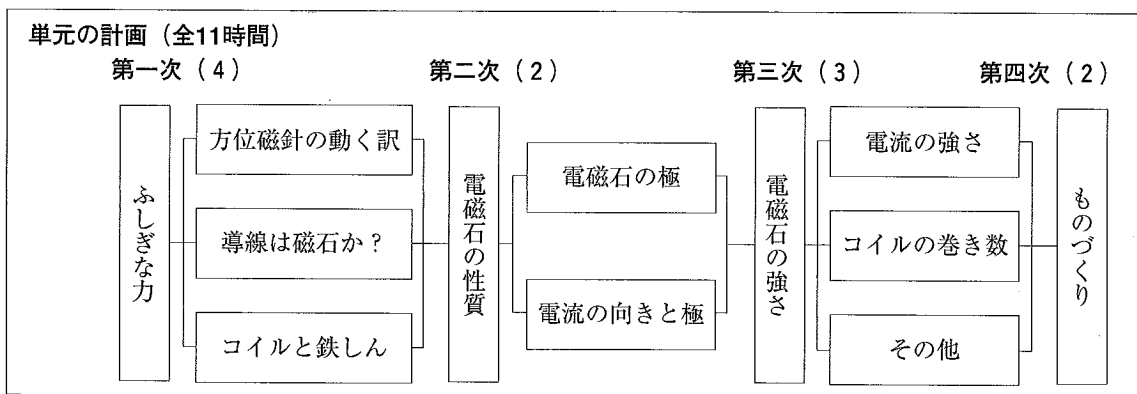 単元の計画（全11時間）
第一次（4）
第二次（2）
第三次（3）
第四次（2）
ふしぎな力
方位磁針の動く訳
導線は磁石か？
コイルと鉄しん
電磁石の性質
電磁石の極
電流の向きと極
電磁石の強さ
電流の強さ
コイルの巻き数
その他
ものづくり